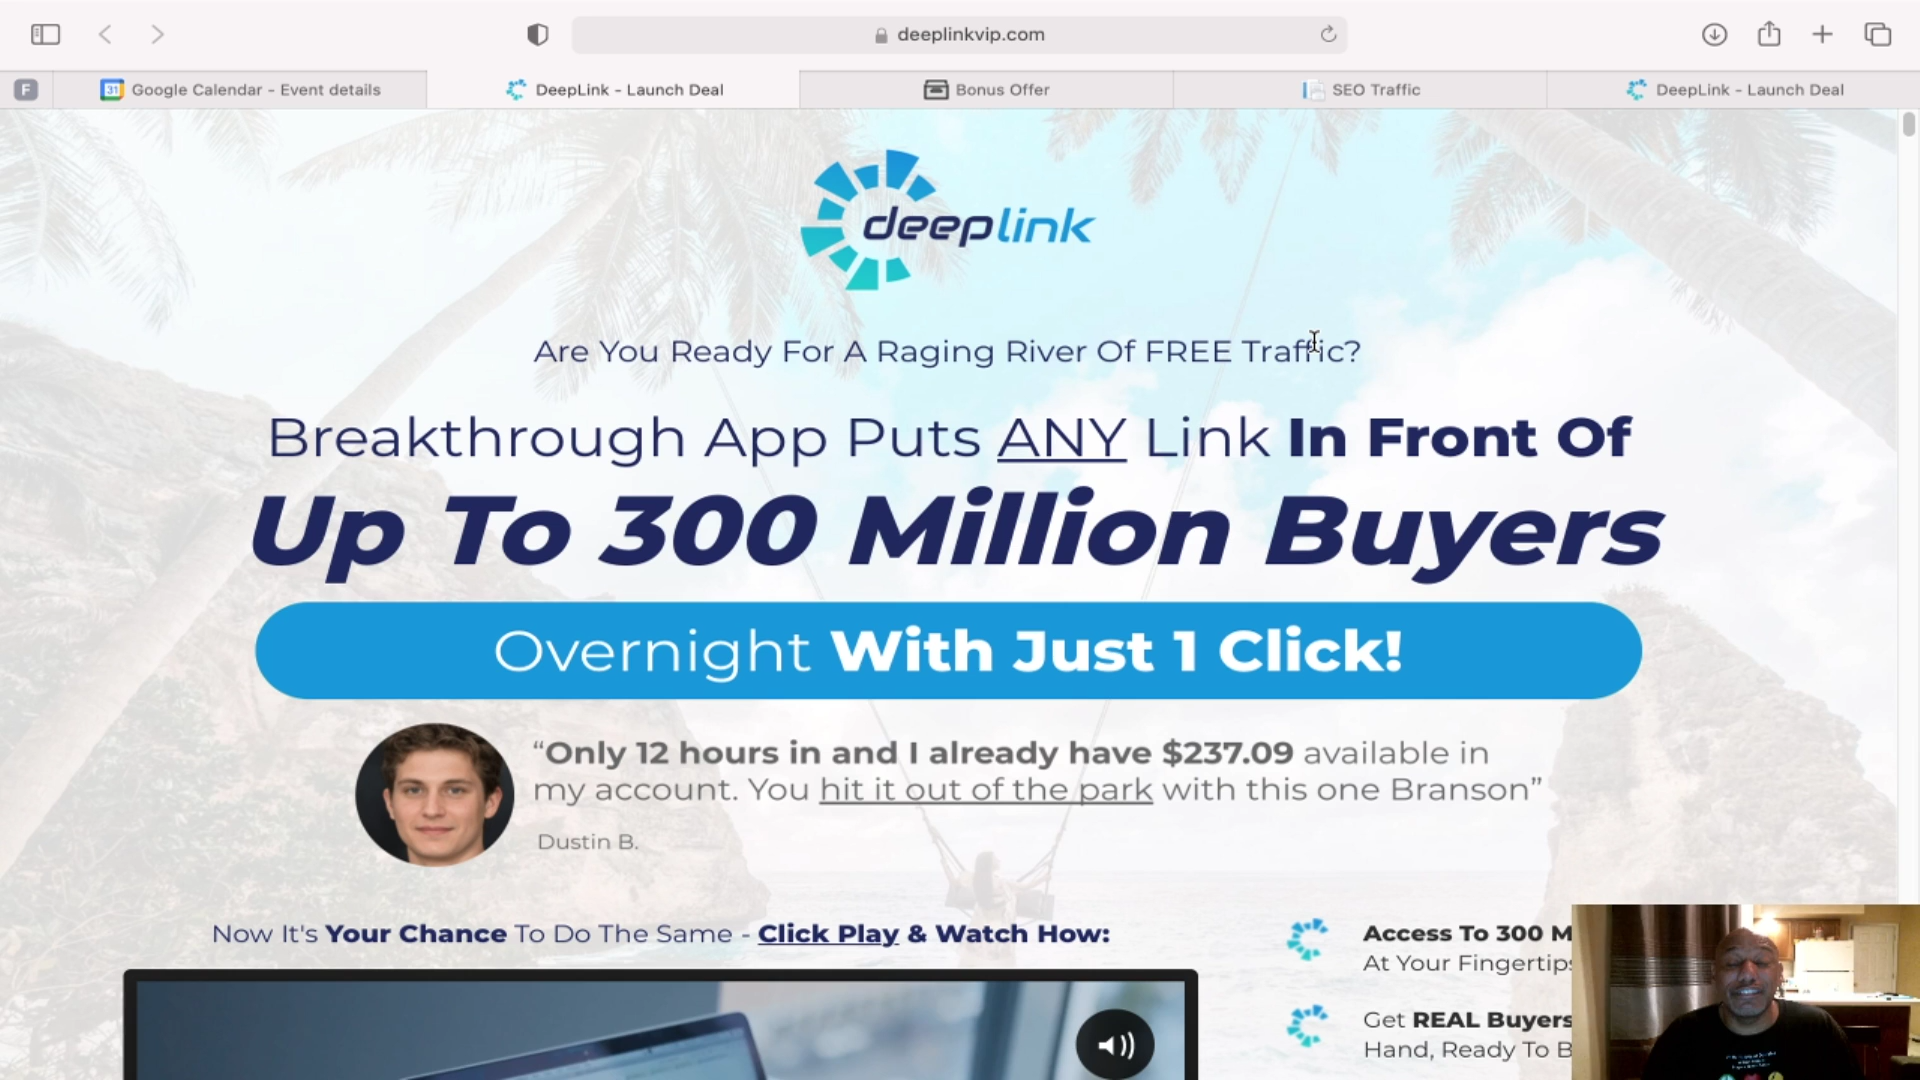 deeplinkvip.com
F
31
Google Calendar - Event details
DeepLink - Launch Deal
Bonus Offer
SEO Traffic
DeepLink - Launch Deal
deeplink
Are You Ready For A Raging River Of FREE Traffic?
Breakthrough App Puts ANY Link In Front Of
Up To 300 Million Buyers
Overnight With Just 1 Click!
“Only 12 hours in and I already have $237.09 available in
my account. You hit it out of the park with this one Branson”
Dustin B.
Now It's Your Chance To Do The Same - Click Play & Watch How:
Access To 300 M
At Your Fingertips
Get REAL Buyers
Hand, Ready To B